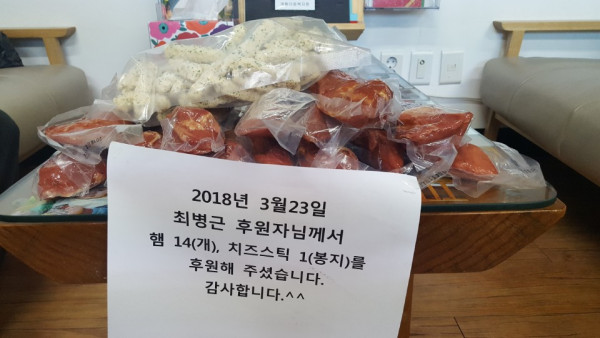 2018년 3월23일
최병근 후원자님께서
햄 14(개), 치즈스틱 1(봉지)를
후원해 주셨습니다.
감사합니다.^^